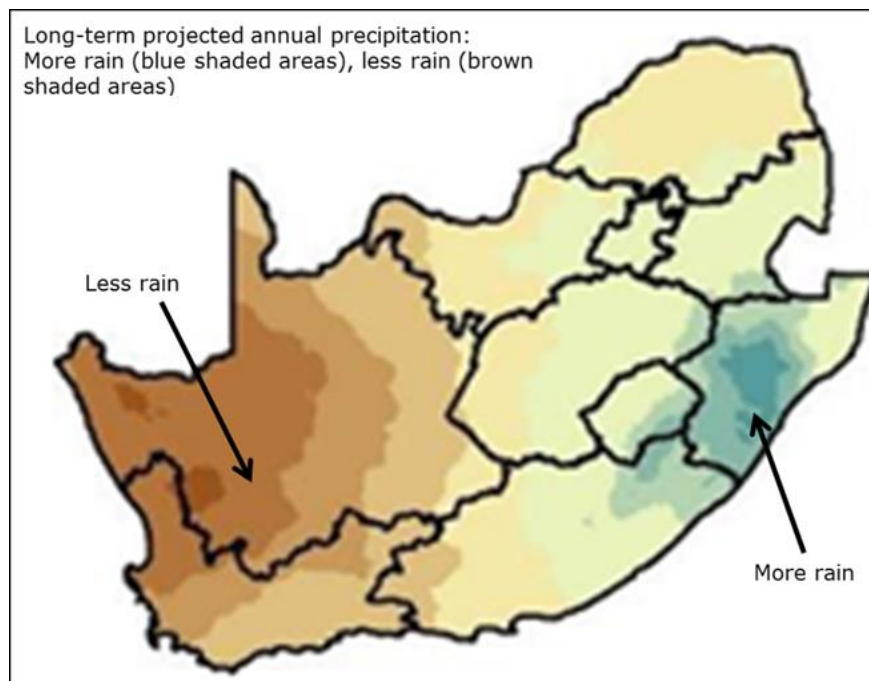 Long-term projected annual precipitation:
More rain (blue shaded areas), less rain (brown
shaded areas)
Less rain
More rain